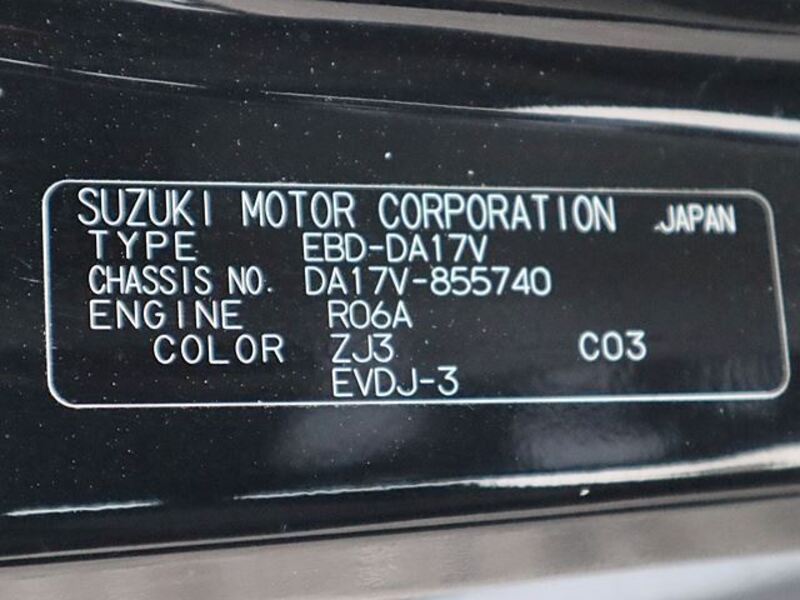 SUZUKI MOTOR CORPORATION JAPAN
TYPE EBD-DA17V
CHASSIS NO. DA17V-855740
ENGINE R06A
COLOR ZJ3 C03
EVDJ-3